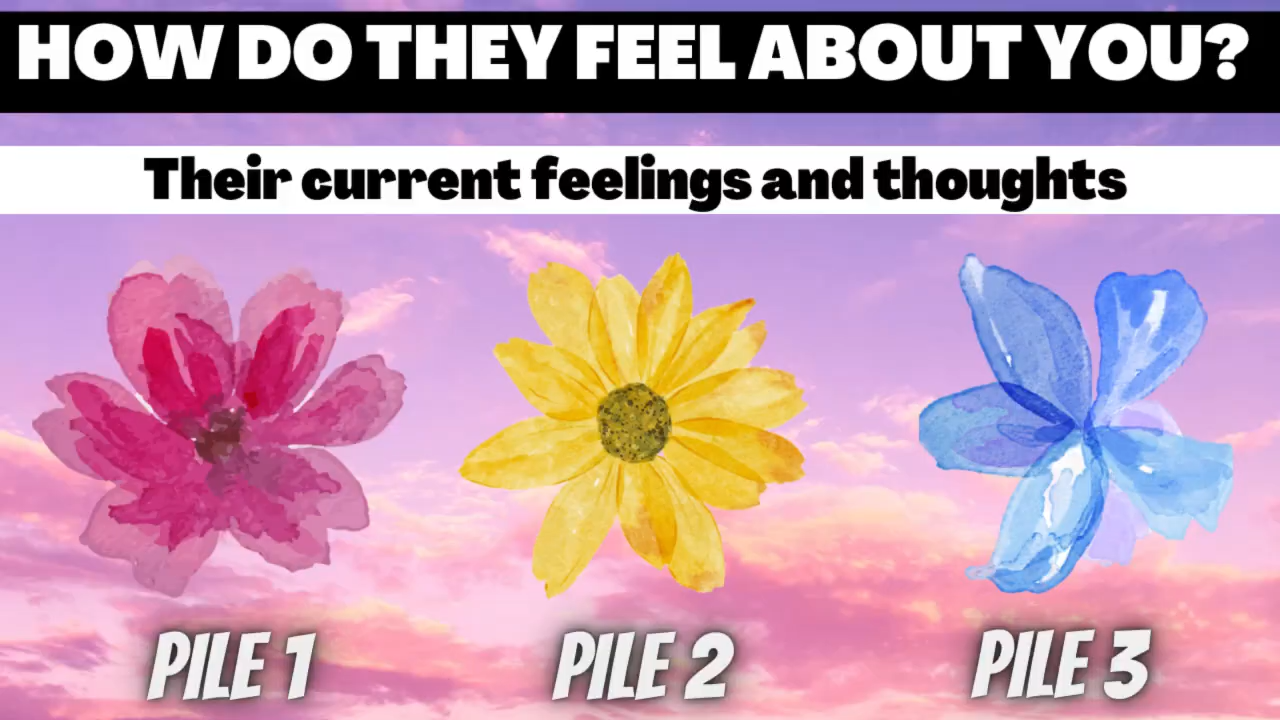 HOW DO THEY FEEL ABOUT YOU?
Their current feelings and thoughts
PILE 1
PILE 2
PILE 3